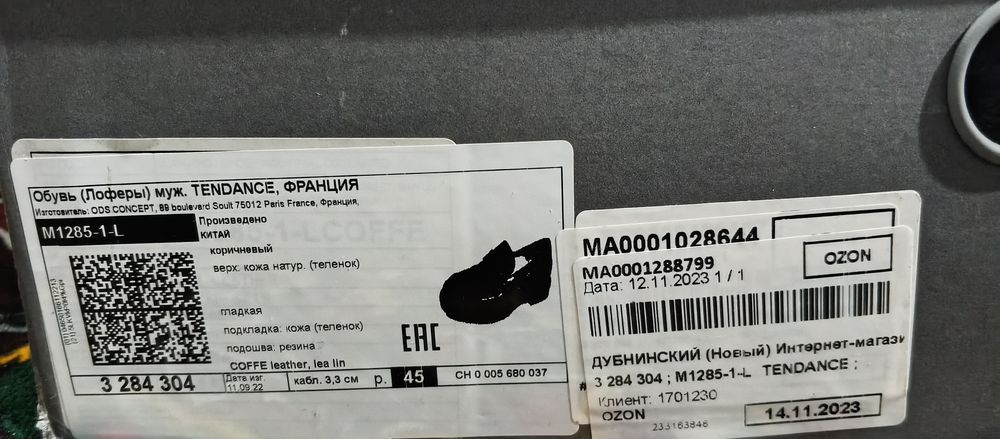 Обувь (Лоферы) муж. TENDANCE, ФРАНЦИЯ
Изготовитель: ODS CONCEPT, 89 boulevard Soult 75012 Paris France, Франция,
M1285-1-L
Произведено
КИТАЙ
коричневый
верх: кожа натур. (теленок)
гладкая
подкладка: кожа (теленок)
подошва: резина
COFFE leather, lea lin
EAC
3 284 304
Дата изг.
11.09.22
кабл. 3,3 см
р. 45
CH 0 005 680 037
MA0001028644
MA0001288799
OZON
Дата: 12.11.2023 1 / 1
ДУБНИНСКИЙ (Новый) Интернет-магази
3 284 304 ; M1285-1-L TENDANCE ;
Клиент: 1701230
OZON
14.11.2023
233163846